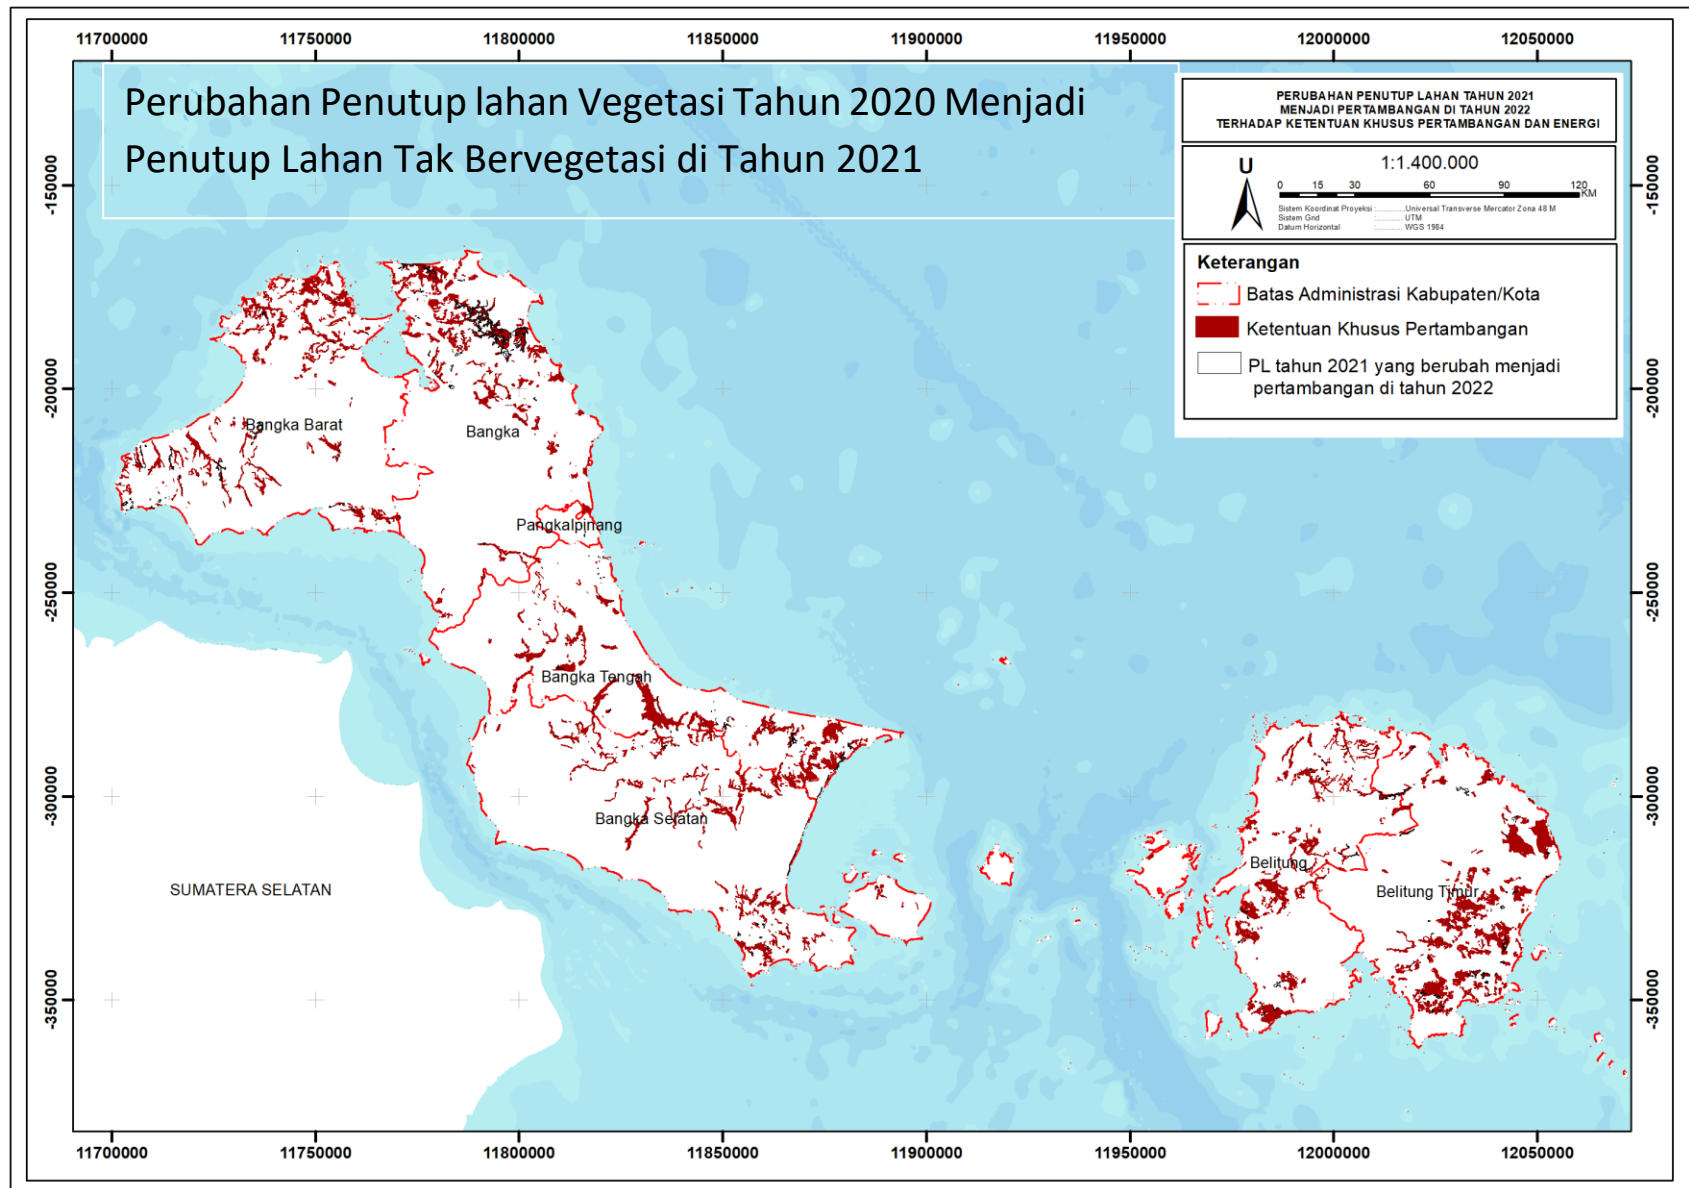 11700000 11750000 11800000 11850000 11900000 11950000 12000000 12050000
Perubahan Penutup lahan Vegetasi Tahun 2020 Menjadi
Penutup Lahan Tak Bervegetasi di Tahun 2021
PERUBAHAN PENUTUP LAHAN TAHUN 2021
MENJADI PERTAMBANGAN DI TAHUN 2022
TERHADAP KETENTUAN KHUSUS PERTAMBANGAN DAN ENERGI
U
1:1.400.000
0 15 30 60 90 120
KM
Sistem Koordinat Proyeksi :............Universal Transverse Mercator Zona 48 M
Sistem Grid :............ UTM
Datum Horizontal :............ WGS 1984
Keterangan
Batas Administrasi Kabupaten/Kota
Ketentuan Khusus Pertambangan
PL tahun 2021 yang berubah menjadi
pertambangan di tahun 2022
-150000 -150000
-200000 -200000
Bangka Barat
Bangka
Pangkalpinang
-250000 -250000
Bangka Tengah
-300000 -300000
Bangka Selatan
Belitung
Belitung Timur
SUMATERA SELATAN
-350000 -350000
11700000 11750000 11800000 11850000 11900000 11950000 12000000 12050000